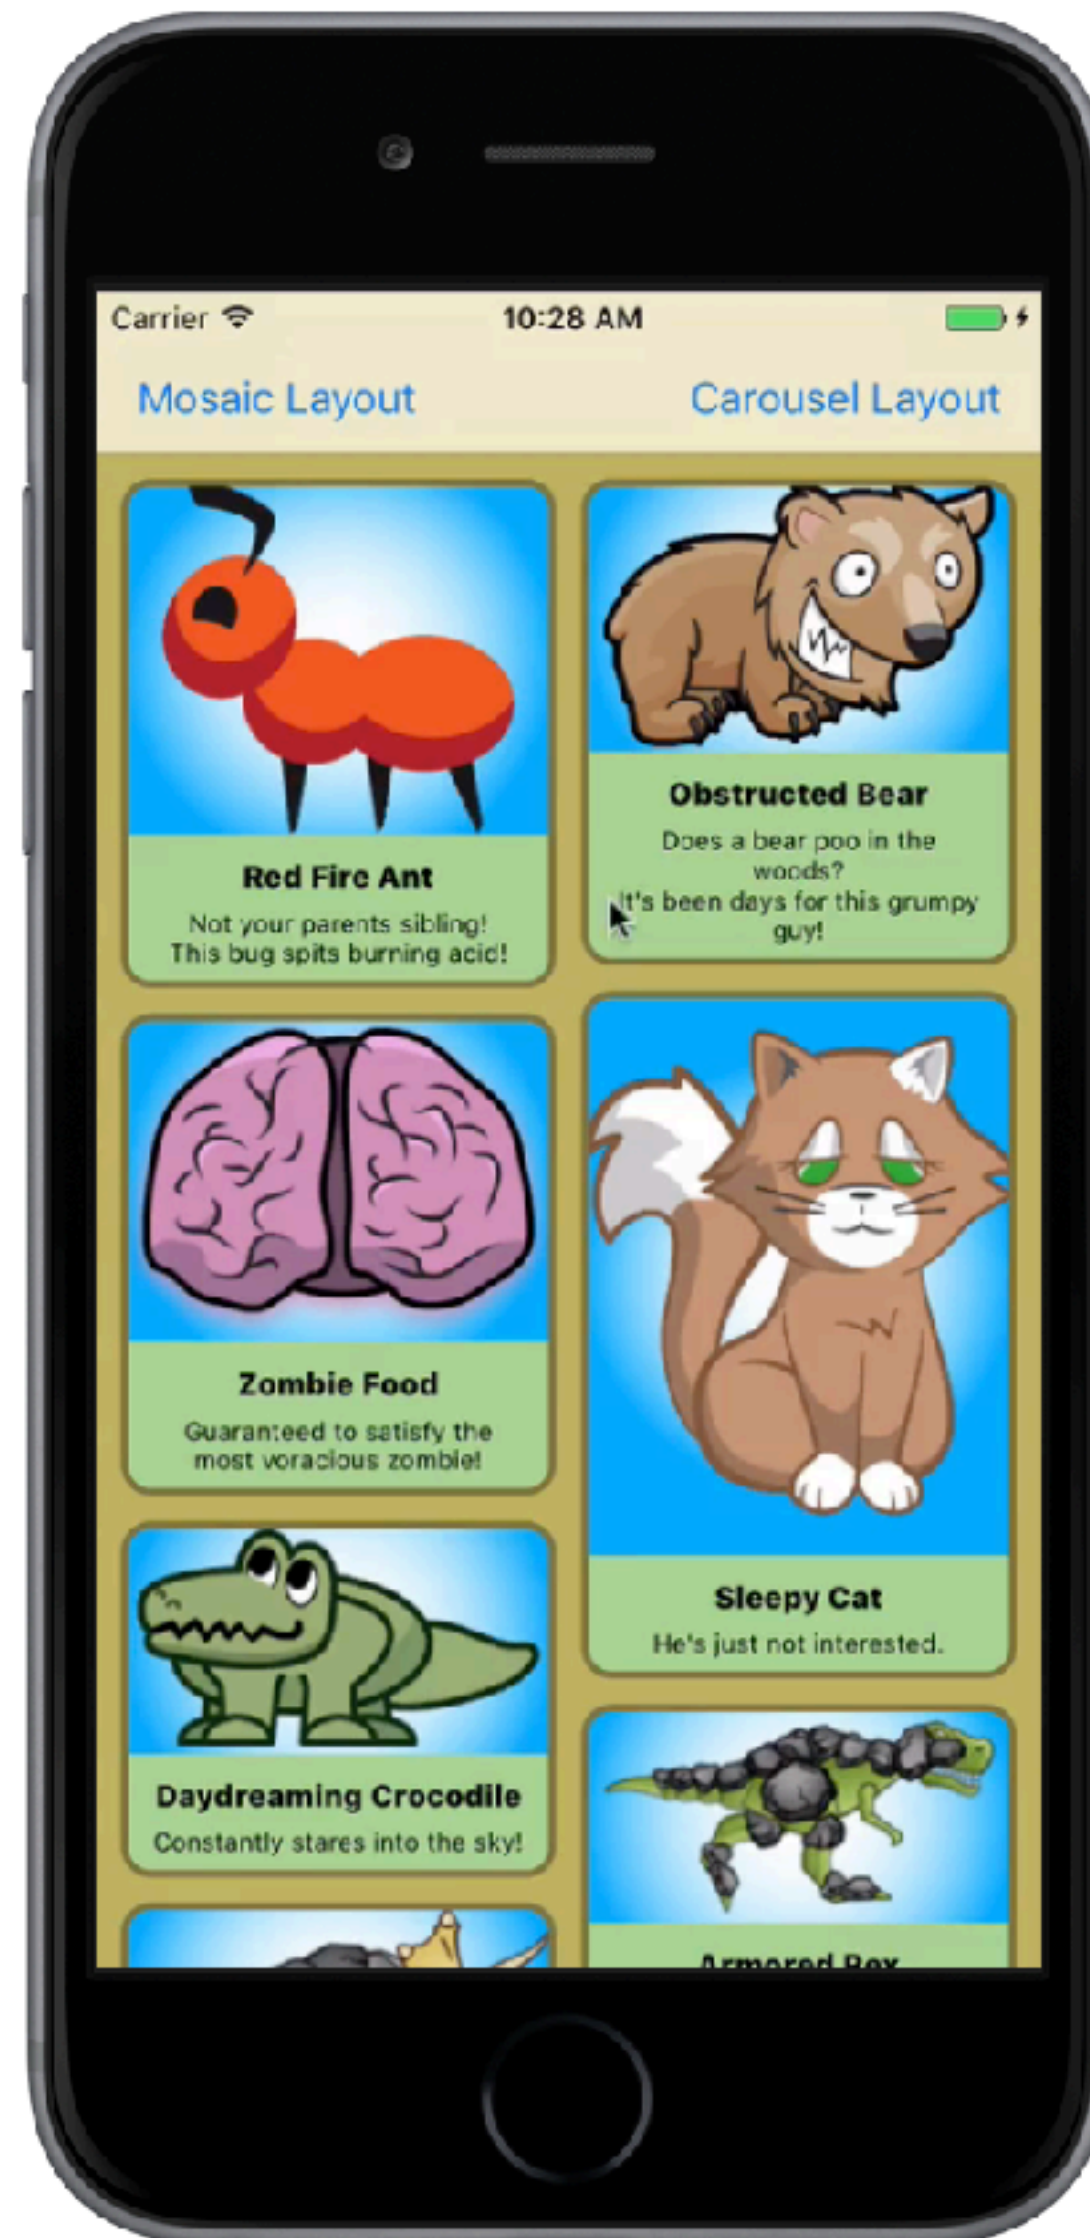 Carrier
10:28 AM
Mosaic Layout
Carousel Layout
Red Fire Ant
Not your parents sibling!
This bug spits burning acid!
Obstructed Bear
Does a bear poo in the
woods?
It's been days for this grumpy
guy!
Zombie Food
Guaranteed to satisfy the
most voracious zombie!
Sleepy Cat
He's just not interested.
Daydreaming Crocodile
Constantly stares into the sky!
Armored Rex